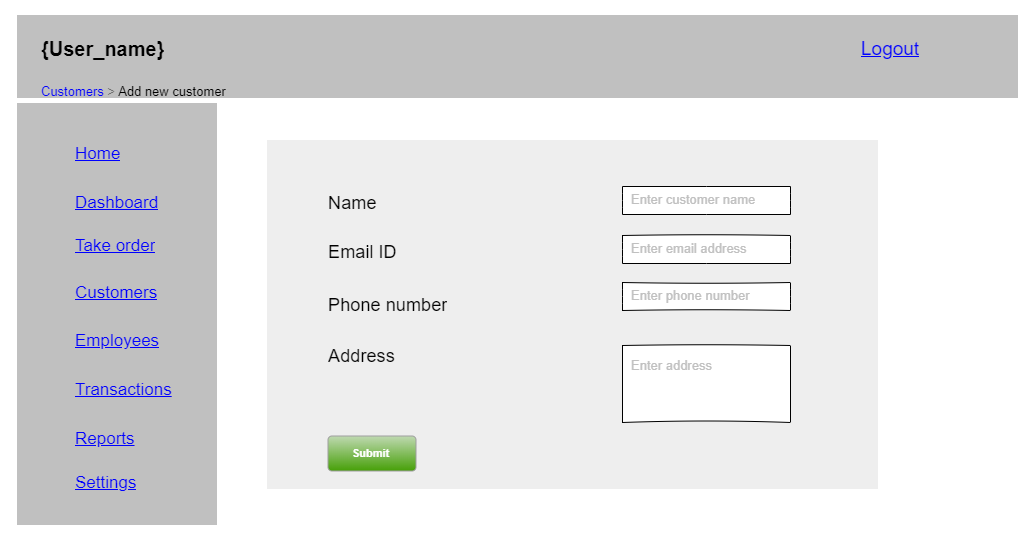 {User_name}
Logout
Customers > Add new customer
Home
Dashboard
Take order
Customers
Employees
Transactions
Reports
Settings
Name
Enter customer name
Email ID
Enter email address
Phone number
Enter phone number
Address
Enter address
Submit